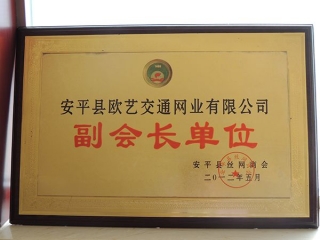 安平县欧艺交通网业有限公司
副会长单位
安平县丝网商会
二〇一二年五月